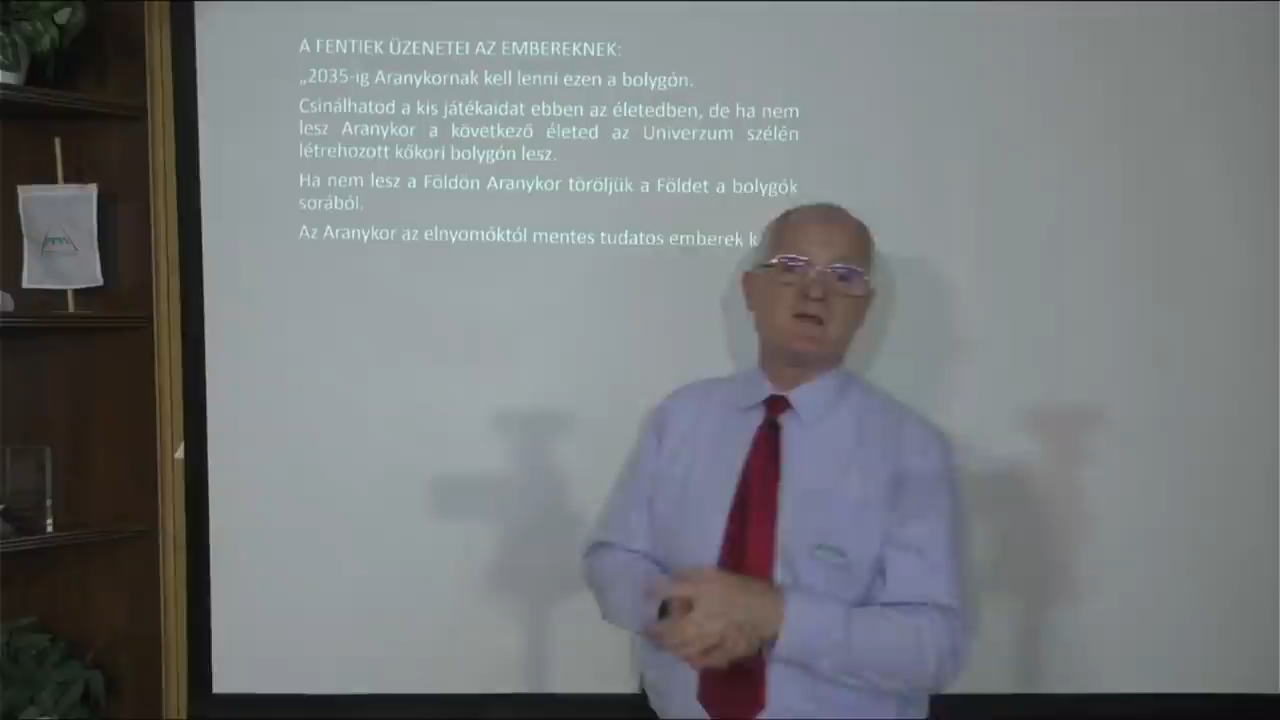 A FENTIEK ÜZENETEI AZ EMBEREKNEK:
„2035-ig Aranykornak kell lenni ezen a bolygón.
Csinálhatod a kis játékaidat ebben az életedben, de ha nem
lesz Aranykor a következő életed az Univerzum szélén
létrehozott kőkori bolygón lesz.
Ha nem lesz a Földön Aranykor töröljük a Földet a bolygók
sorából.
Az Aranykor az elnyomóktól mentes tudatos emberek k